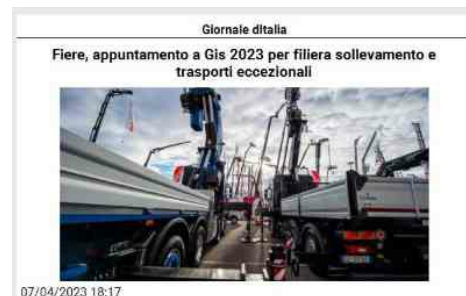 Giornale dItalia
Fiere, appuntamento a Gis 2023 per filiera sollevamento e
trasporti eccezionali
07/04/2023 18:17